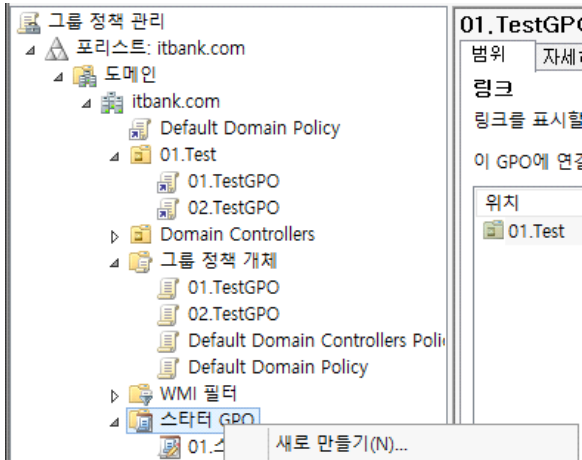 그룹 정책 관리
포리스트: itbank.com
도메인
itbank.com
Default Domain Policy
01.Test
01.TestGPO
02.TestGPO
Domain Controllers
그룹 정책 개체
01.TestGPO
02.TestGPO
Default Domain Controllers Poli
Default Domain Policy
WMI 필터
스타터 GPO
01.
새로 만들기(N)...
01.TestGPO
범위
자세히
링크
링크를 표시할
이 GPO에 연결
위치
01.Test